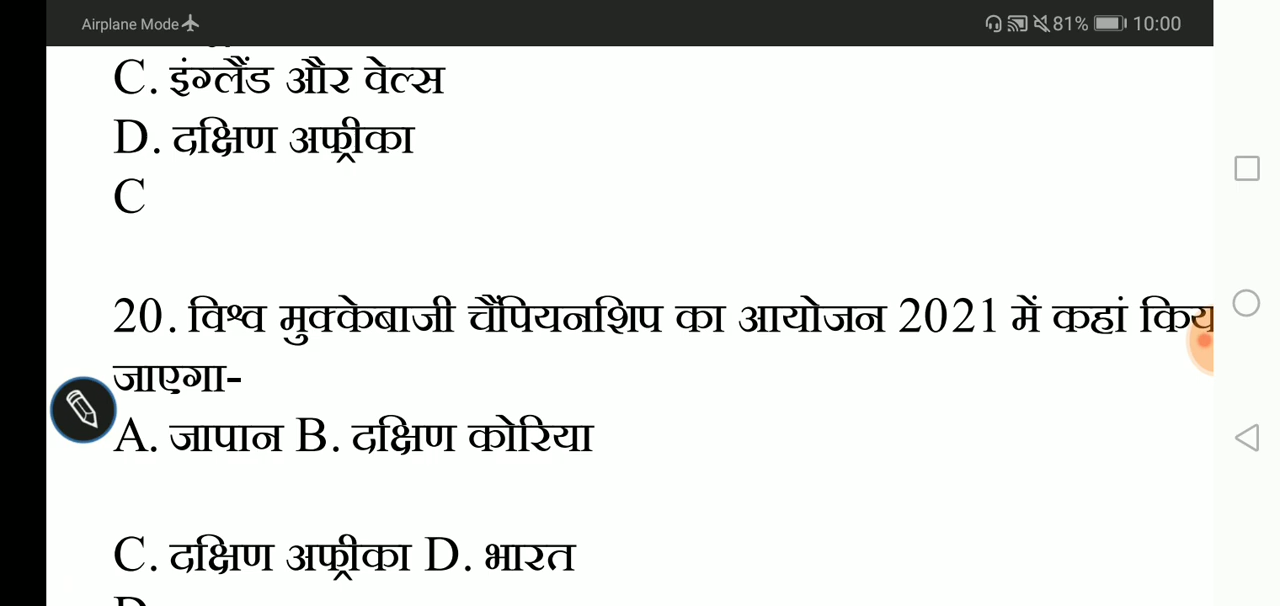 Airplane Mode 81% 10:00
C. इंग्लैंड और वेल्स
D. दक्षिण अफ्रीका
C
20. विश्व मुक्केबाजी चैंपियनशिप का आयोजन 2021 में कहां किय
जाएगा-
A. जापान B. दक्षिण कोरिया
C. दक्षिण अफ्रीका D. भारत